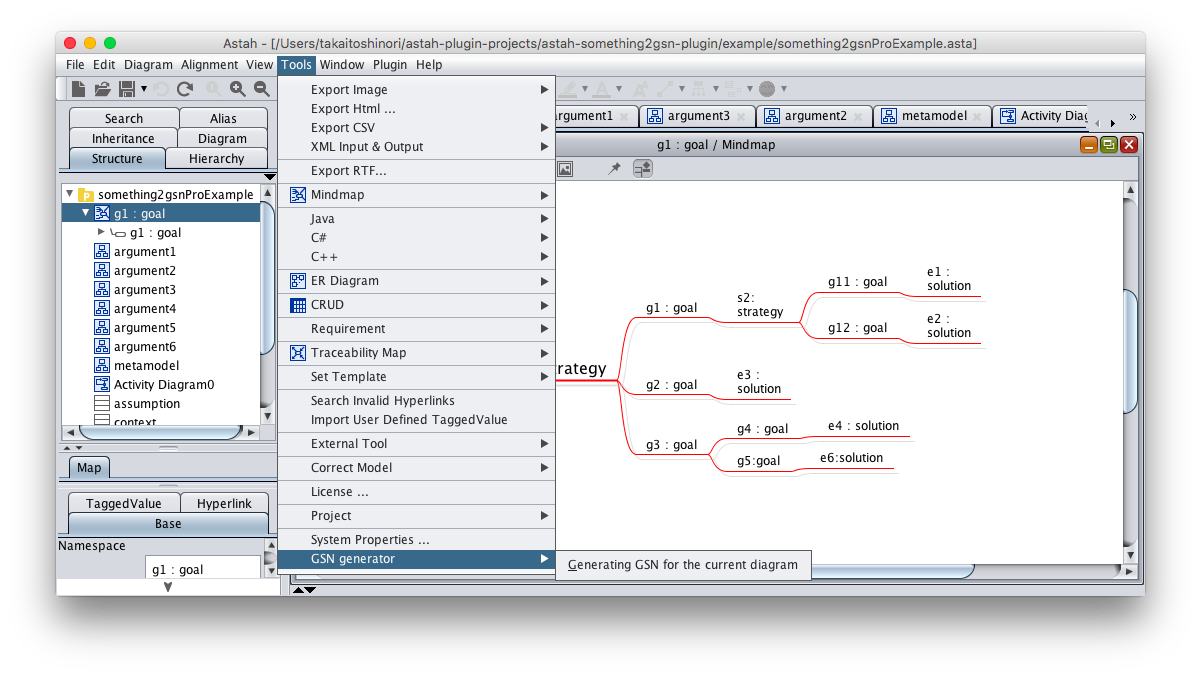 Astah - [/Users/takaitoshinori/astah-plugin-projects/astah-something2gsn-plugin/example/something2gsnProExample.asta]
File Edit Diagram Alignment View Tools Window Plugin Help
Search Alias
Inheritance Diagram
Structure Hierarchy
something2gsnProExample
g1 : goal
g1 : goal
argument1
argument2
argument3
argument4
argument5
argument6
metamodel
Activity Diagram0
assumption
context
Map
TaggedValue Hyperlink
Base
Namespace
g1 : goal
Export Image
Export Html ...
Export CSV
XML Input & Output
Export RTF...
Mindmap
Java
C#
C++
ER Diagram
CRUD
Requirement
Traceability Map
Set Template
Search Invalid Hyperlinks
Import User Defined TaggedValue
External Tool
Correct Model
License ...
Project
System Properties ...
GSN generator
Generating GSN for the current diagram
rgument1 argument3 argument2 metamodel Activity Diag
g1 : goal / Mindmap
rategy
g1 : goal
s2:
strategy
g11 : goal
e1 :
solution
g12 : goal
e2 :
solution
g2 : goal
e3 :
solution
g3 : goal
g4 : goal
e4 : solution
g5:goal
e6:solution